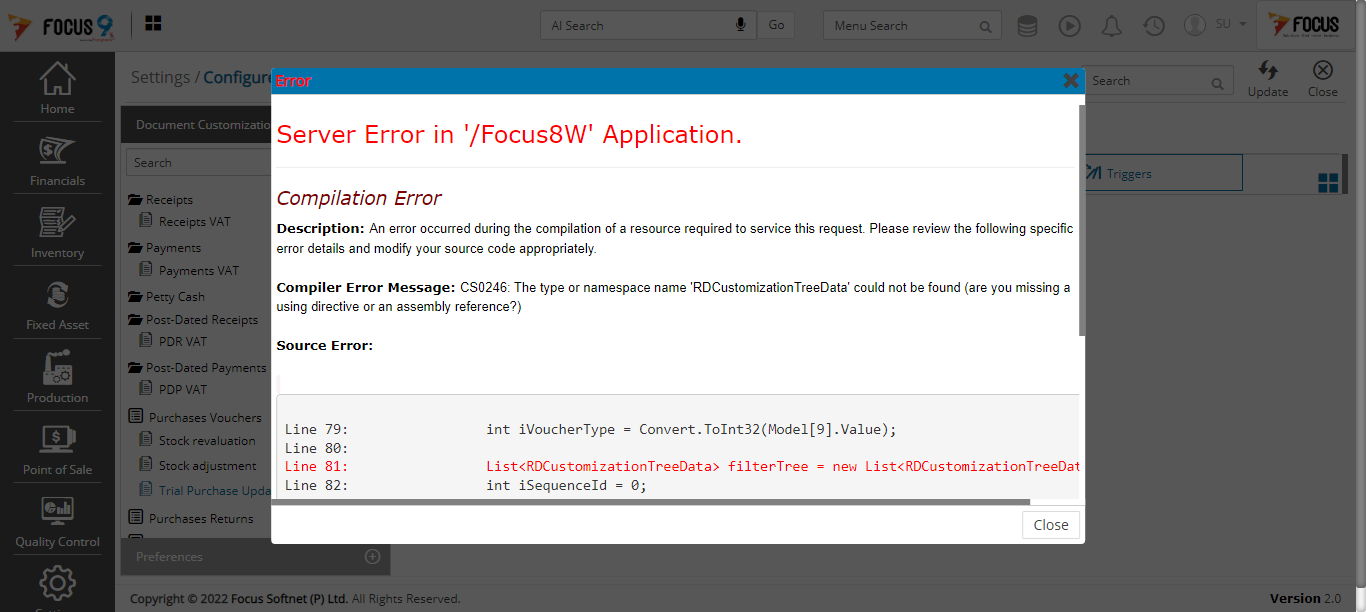 FOCUS 9
AI Search
Go
Menu Search
SU
FOCUS
Home
Financials
Inventory
Fixed Asset
Production
Point of Sale
Quality Control
Settings / Configure
Search
Update
Close
Document Customizatio
Search
Receipts
Receipts VAT
Payments
Payments VAT
Petty Cash
Post-Dated Receipts
PDR VAT
Post-Dated Payments
PDP VAT
Purchases Vouchers
Stock revaluation
Stock adjustment
Trial Purchase Upda
Purchases Returns
Preferences
Triggers
Error
Server Error in '/Focus8W' Application.
Compilation Error
Description: An error occurred during the compilation of a resource required to service this request. Please review the following specific
error details and modify your source code appropriately.
Compiler Error Message: CS0246: The type or namespace name 'RDCustomizationTreeData' could not be found (are you missing a
using directive or an assembly reference?)
Source Error:
Line 79: int iVoucherType = Convert.ToInt32(Model[9].Value);
Line 80:
Line 81: List<RDCustomizationTreeData> filterTree = new List<RDCustomizationTreeDat
Line 82: int iSequenceId = 0;
Close
Copyright © 2022 Focus Softnet (P) Ltd. All Rights Reserved.
Version 2.0